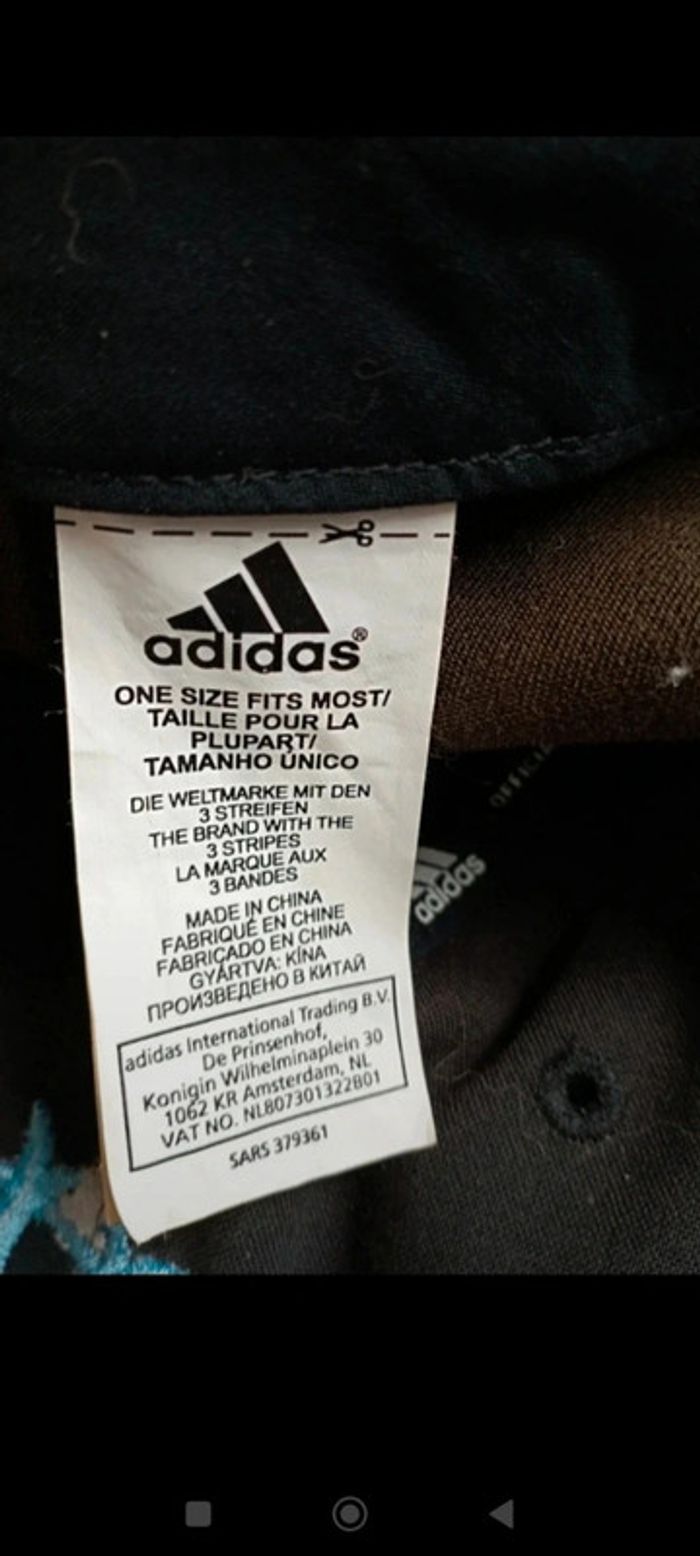 adidas®
ONE SIZE FITS MOST/
TAILLE POUR LA
PLUPART/
TAMANHO ÚNICO
DIE WELTMARKE MIT DEN
3 STREIFEN
THE BRAND WITH THE
3 STRIPES
LA MARQUE AUX
3 BANDES
MADE IN CHINA
FABRIQUÉ EN CHINE
FABRICADO EN CHINA
GYÁRTVA: KÍNA
ПРОИЗВЕДЕНО В КИТАЙ
adidas International Trading B.V.
De Prinsenhof,
Konigin Wilhelminaplein 30
1062 KR Amsterdam, NL
VAT NO. NL807301322B01
SARS 379361
adidas